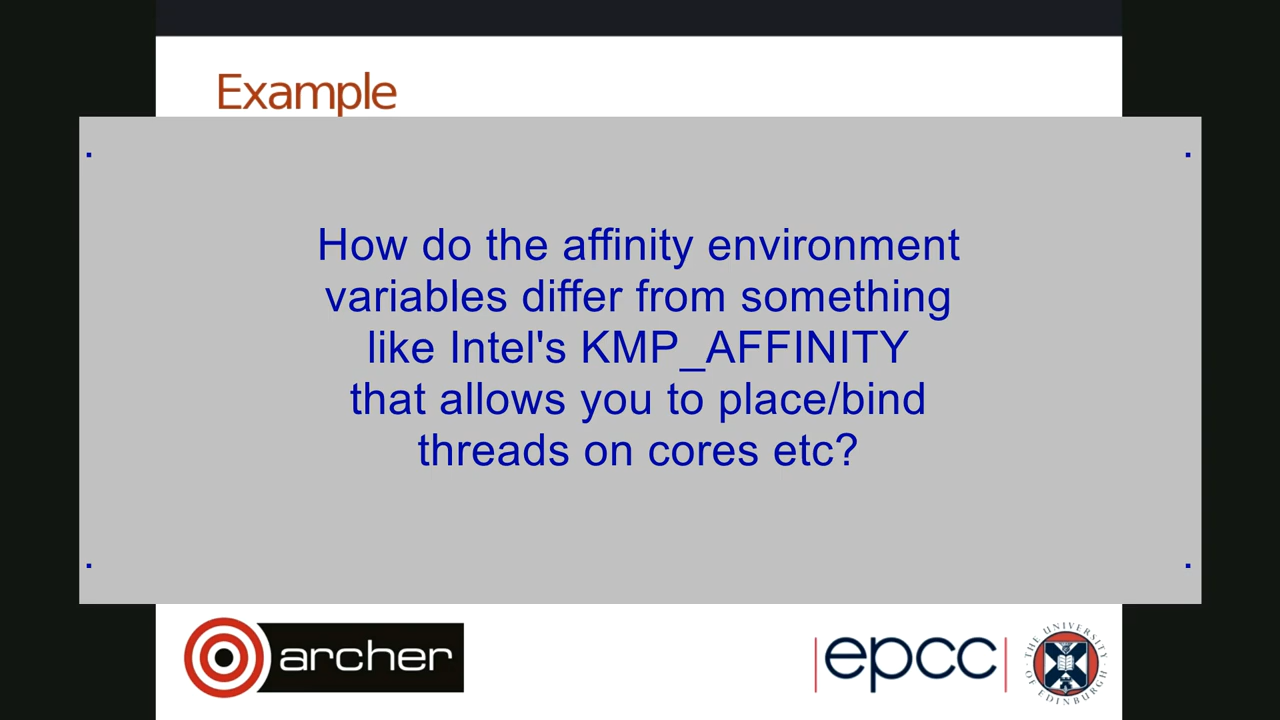 Example
How do the affinity environment
variables differ from something
like Intel's KMP_AFFINITY
that allows you to place/bind
threads on cores etc?
archer
epcc
THE UNIVERSITY
OF EDINBURGH